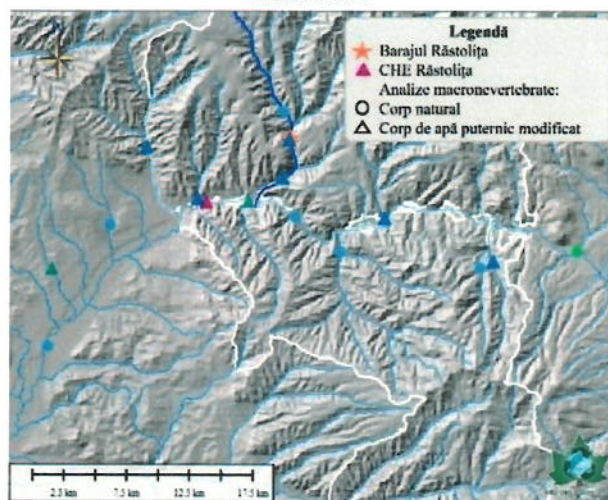 Legendă
Barajul Răstolița
CHE Răstolița
Analize macronevertebrate:
Corp natural
Corp de apă puternic modificat
2.5 km 7.5 km 12.5 km 17.5 km